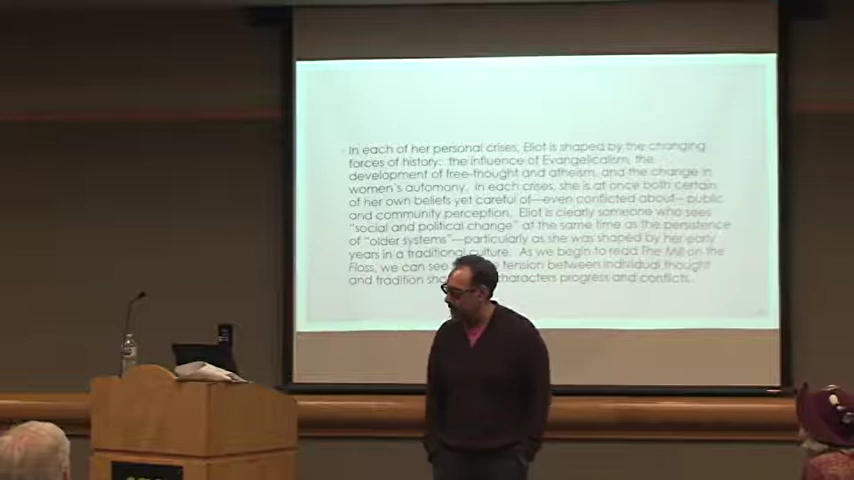 In each of her personal crises, Eliot is shaped by the changing
forces of history: the influence of Evangelicalism, the
development of free-thought and atheism, and the change in
women's autonomy. In each crisis, she is at once both certain
of her own beliefs yet careful of—even conflicted about—public
and community perception. Eliot is clearly someone who sees
"social and political change" at the same time as the persistence
of "older systems"—particularly as she was shaped by her early
years in a traditional culture. As we begin to read The Mill on the
Floss, we can see tension between individual thought
and tradition characters progress and conflicts.